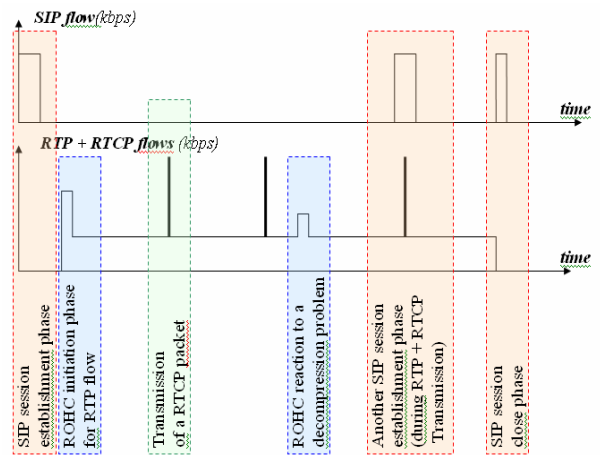 SIP flow(kbps)
time
RTP + RTCP flows (kbps)
time
SIP session
establishment phase
ROHC initiation phase
for RTP flow
Transmission
of a RTCP packet
ROHC reaction to a
decompression problem
Another SIP session
establishment phase
(during RTP + RTCP
Transmission)
SIP session
close phase